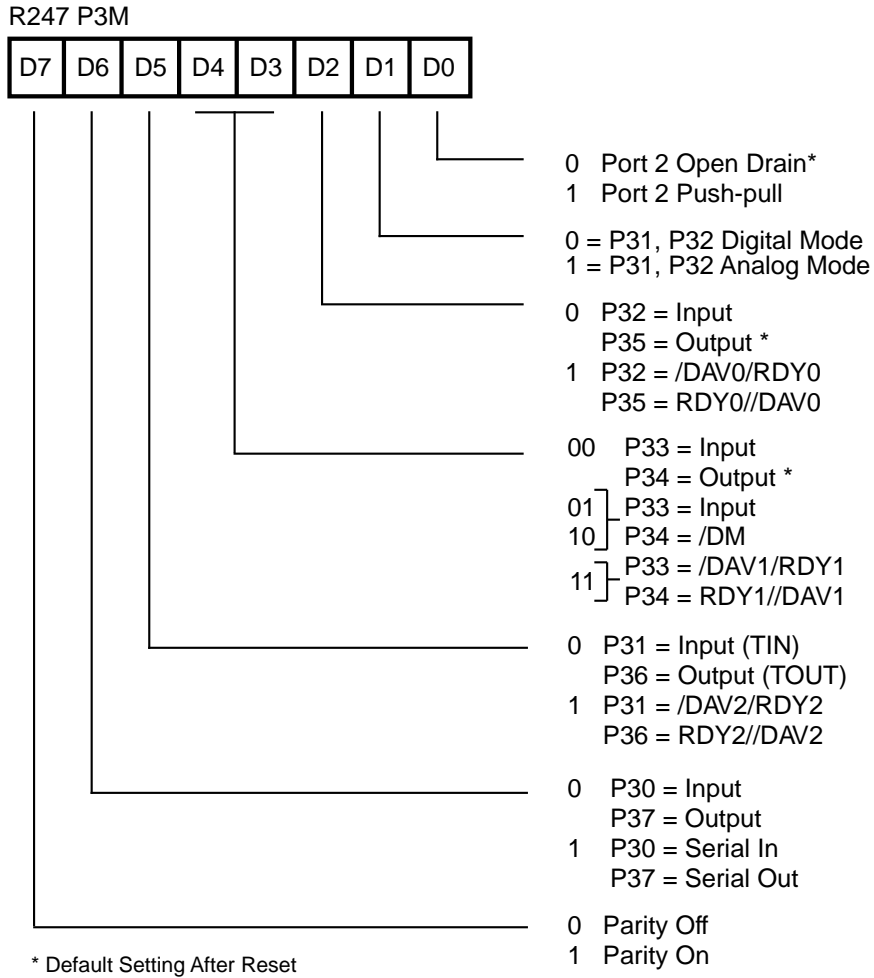 R247 P3M
D7 D6 D5 D4 D3 D2 D1 D0
0 Port 2 Open Drain*
1 Port 2 Push-pull
0 = P31, P32 Digital Mode
1 = P31, P32 Analog Mode
0 P32 = Input
P35 = Output *
1 P32 = /DAV0/RDY0
P35 = RDY0//DAV0
00 P33 = Input
P34 = Output *
01 P33 = Input
10 P34 = /DM
11 P33 = /DAV1/RDY1
P34 = RDY1//DAV1
0 P31 = Input (TIN)
P36 = Output (TOUT)
1 P31 = /DAV2/RDY2
P36 = RDY2//DAV2
0 P30 = Input
P37 = Output
1 P30 = Serial In
P37 = Serial Out
0 Parity Off
1 Parity On
* Default Setting After Reset